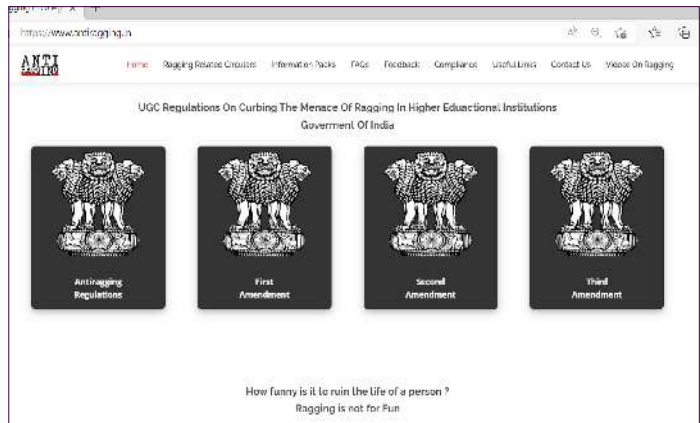 https://www.antiragging.in
ANTI
RAGGING
Home Ragging Related Circulars Information Packs FAQs Feedback Compliance Useful Links Contact Us Videos On Ragging
UGC Regulations On Curbing The Menace Of Ragging In Higher Eduactional Institutions
Goverment Of India
Antiragging
Regulations
First
Amendment
Second
Amendment
Third
Amendment
How funny is it to ruin the life of a person ?
Ragging is not for Fun